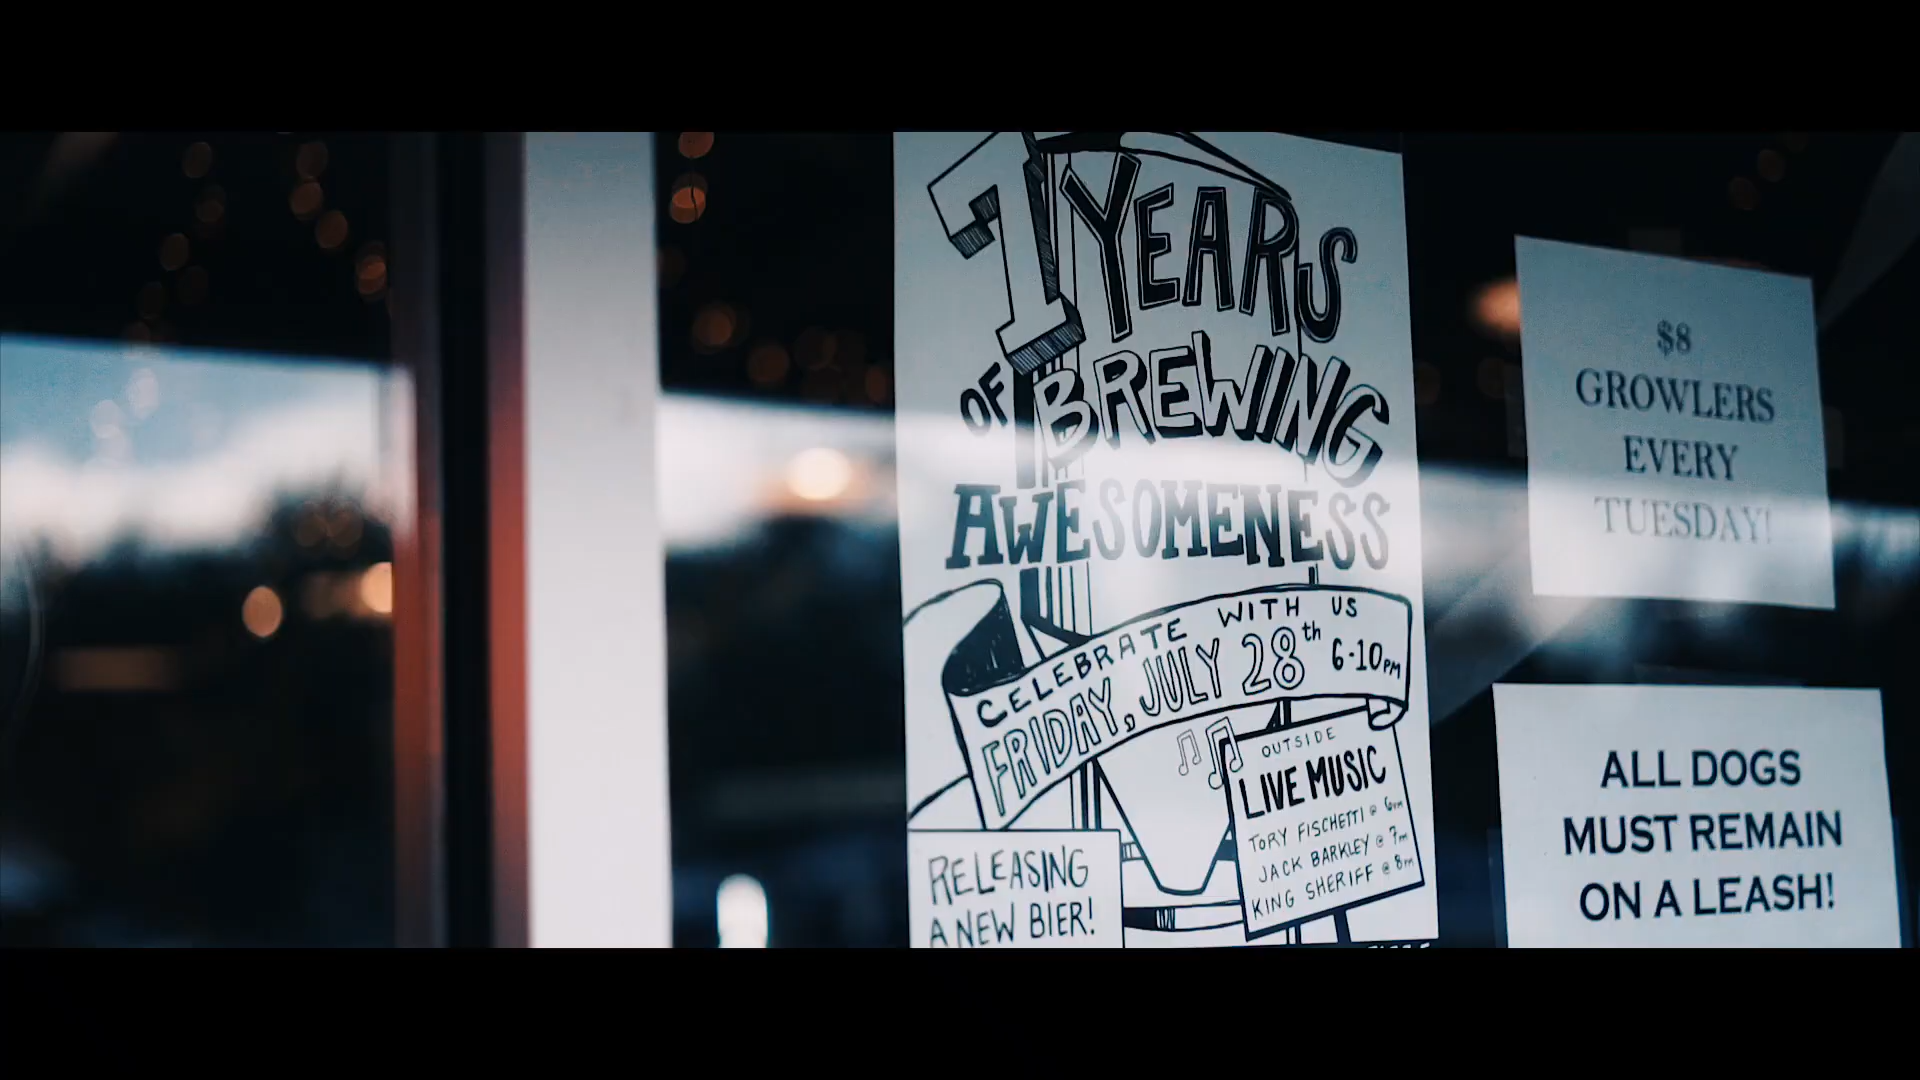 7 YEARS
OF BREWING
AWESOMENESS
CELEBRATE WITH US
FRIDAY, JULY 28th 6-10PM
OUTSIDE
LIVE MUSIC
TORY FISCHETTI @ 6PM
JACK BARKLEY @ 7PM
KING SHERIFF @ 8PM
RELEASING
A NEW BIER!
$8
GROWLERS
EVERY
TUESDAY!
ALL DOGS
MUST REMAIN
ON A LEASH!